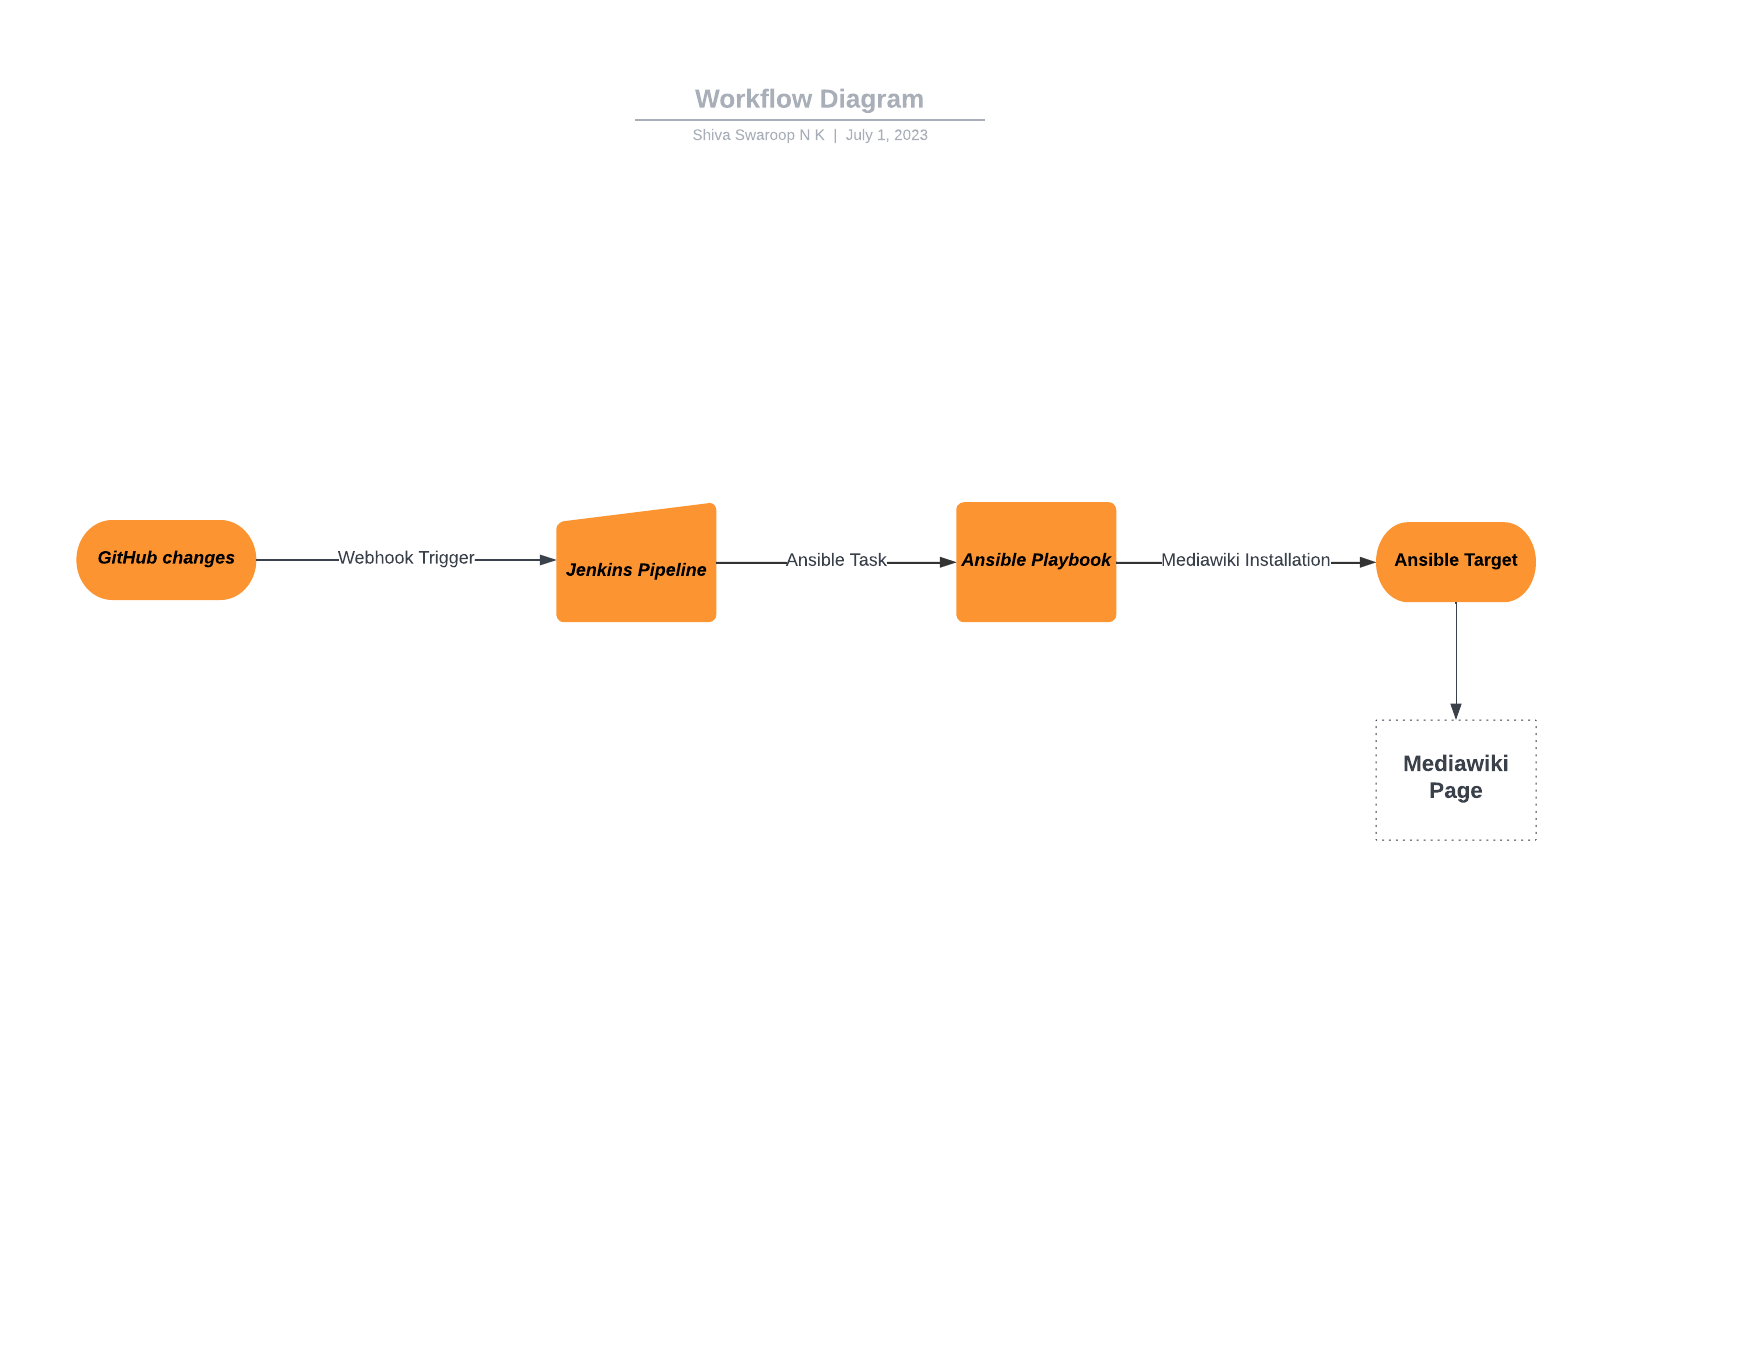 Workflow Diagram
Shiva Swaroop N K | July 1, 2023
GitHub changes
Webhook Trigger
Jenkins Pipeline
Ansible Task
Ansible Playbook
Mediawiki Installation
Ansible Target
Mediawiki
Page